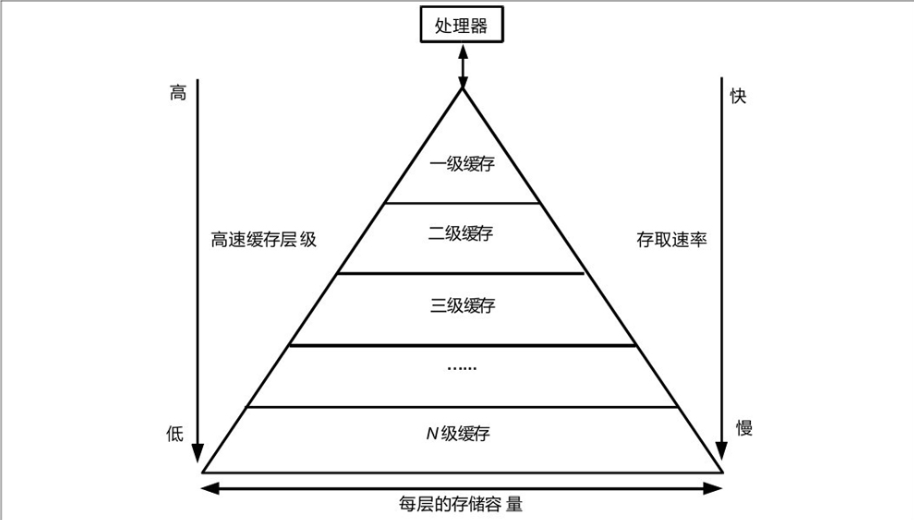 处理器
高
快
一级缓存
二级缓存
高速缓存层级
存取速率
三级缓存
……
低
N级缓存
慢
每层的存储容量